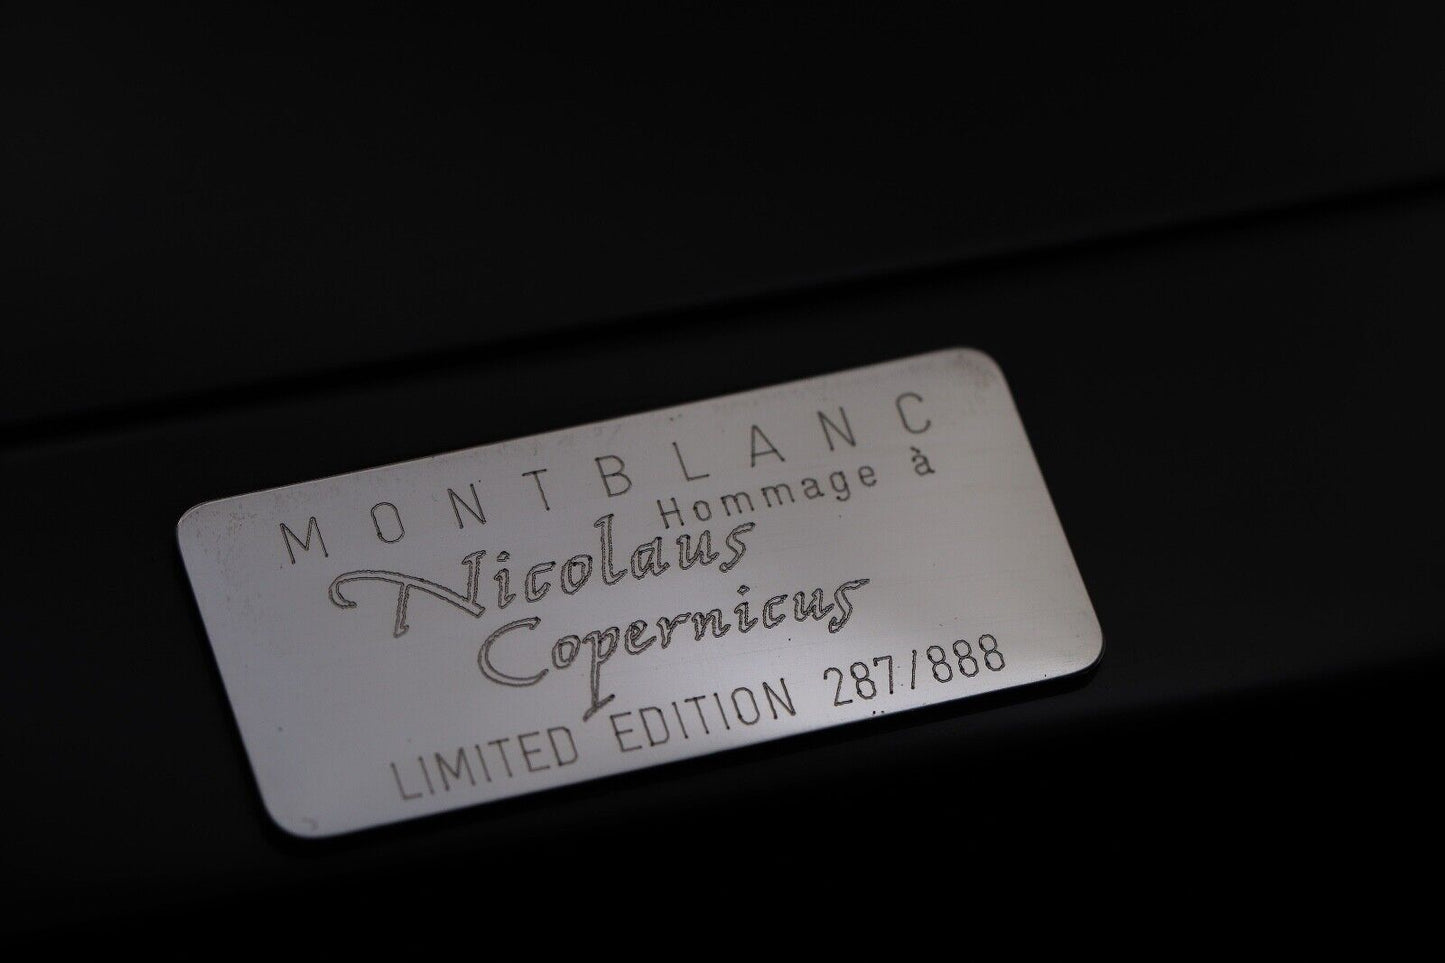 MONTBLANC
Hommage à
Nicolaus
Copernicus
LIMITED EDITION 287/888